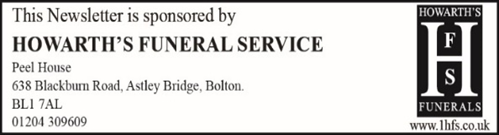 This Newsletter is sponsored by
HOWARTH'S FUNERAL SERVICE
Peel House
638 Blackburn Road, Astley Bridge, Bolton.
BL1 7AL
01204 309609
HOWARTH'S
H
F
S
FUNERALS
www.1hfs.co.uk